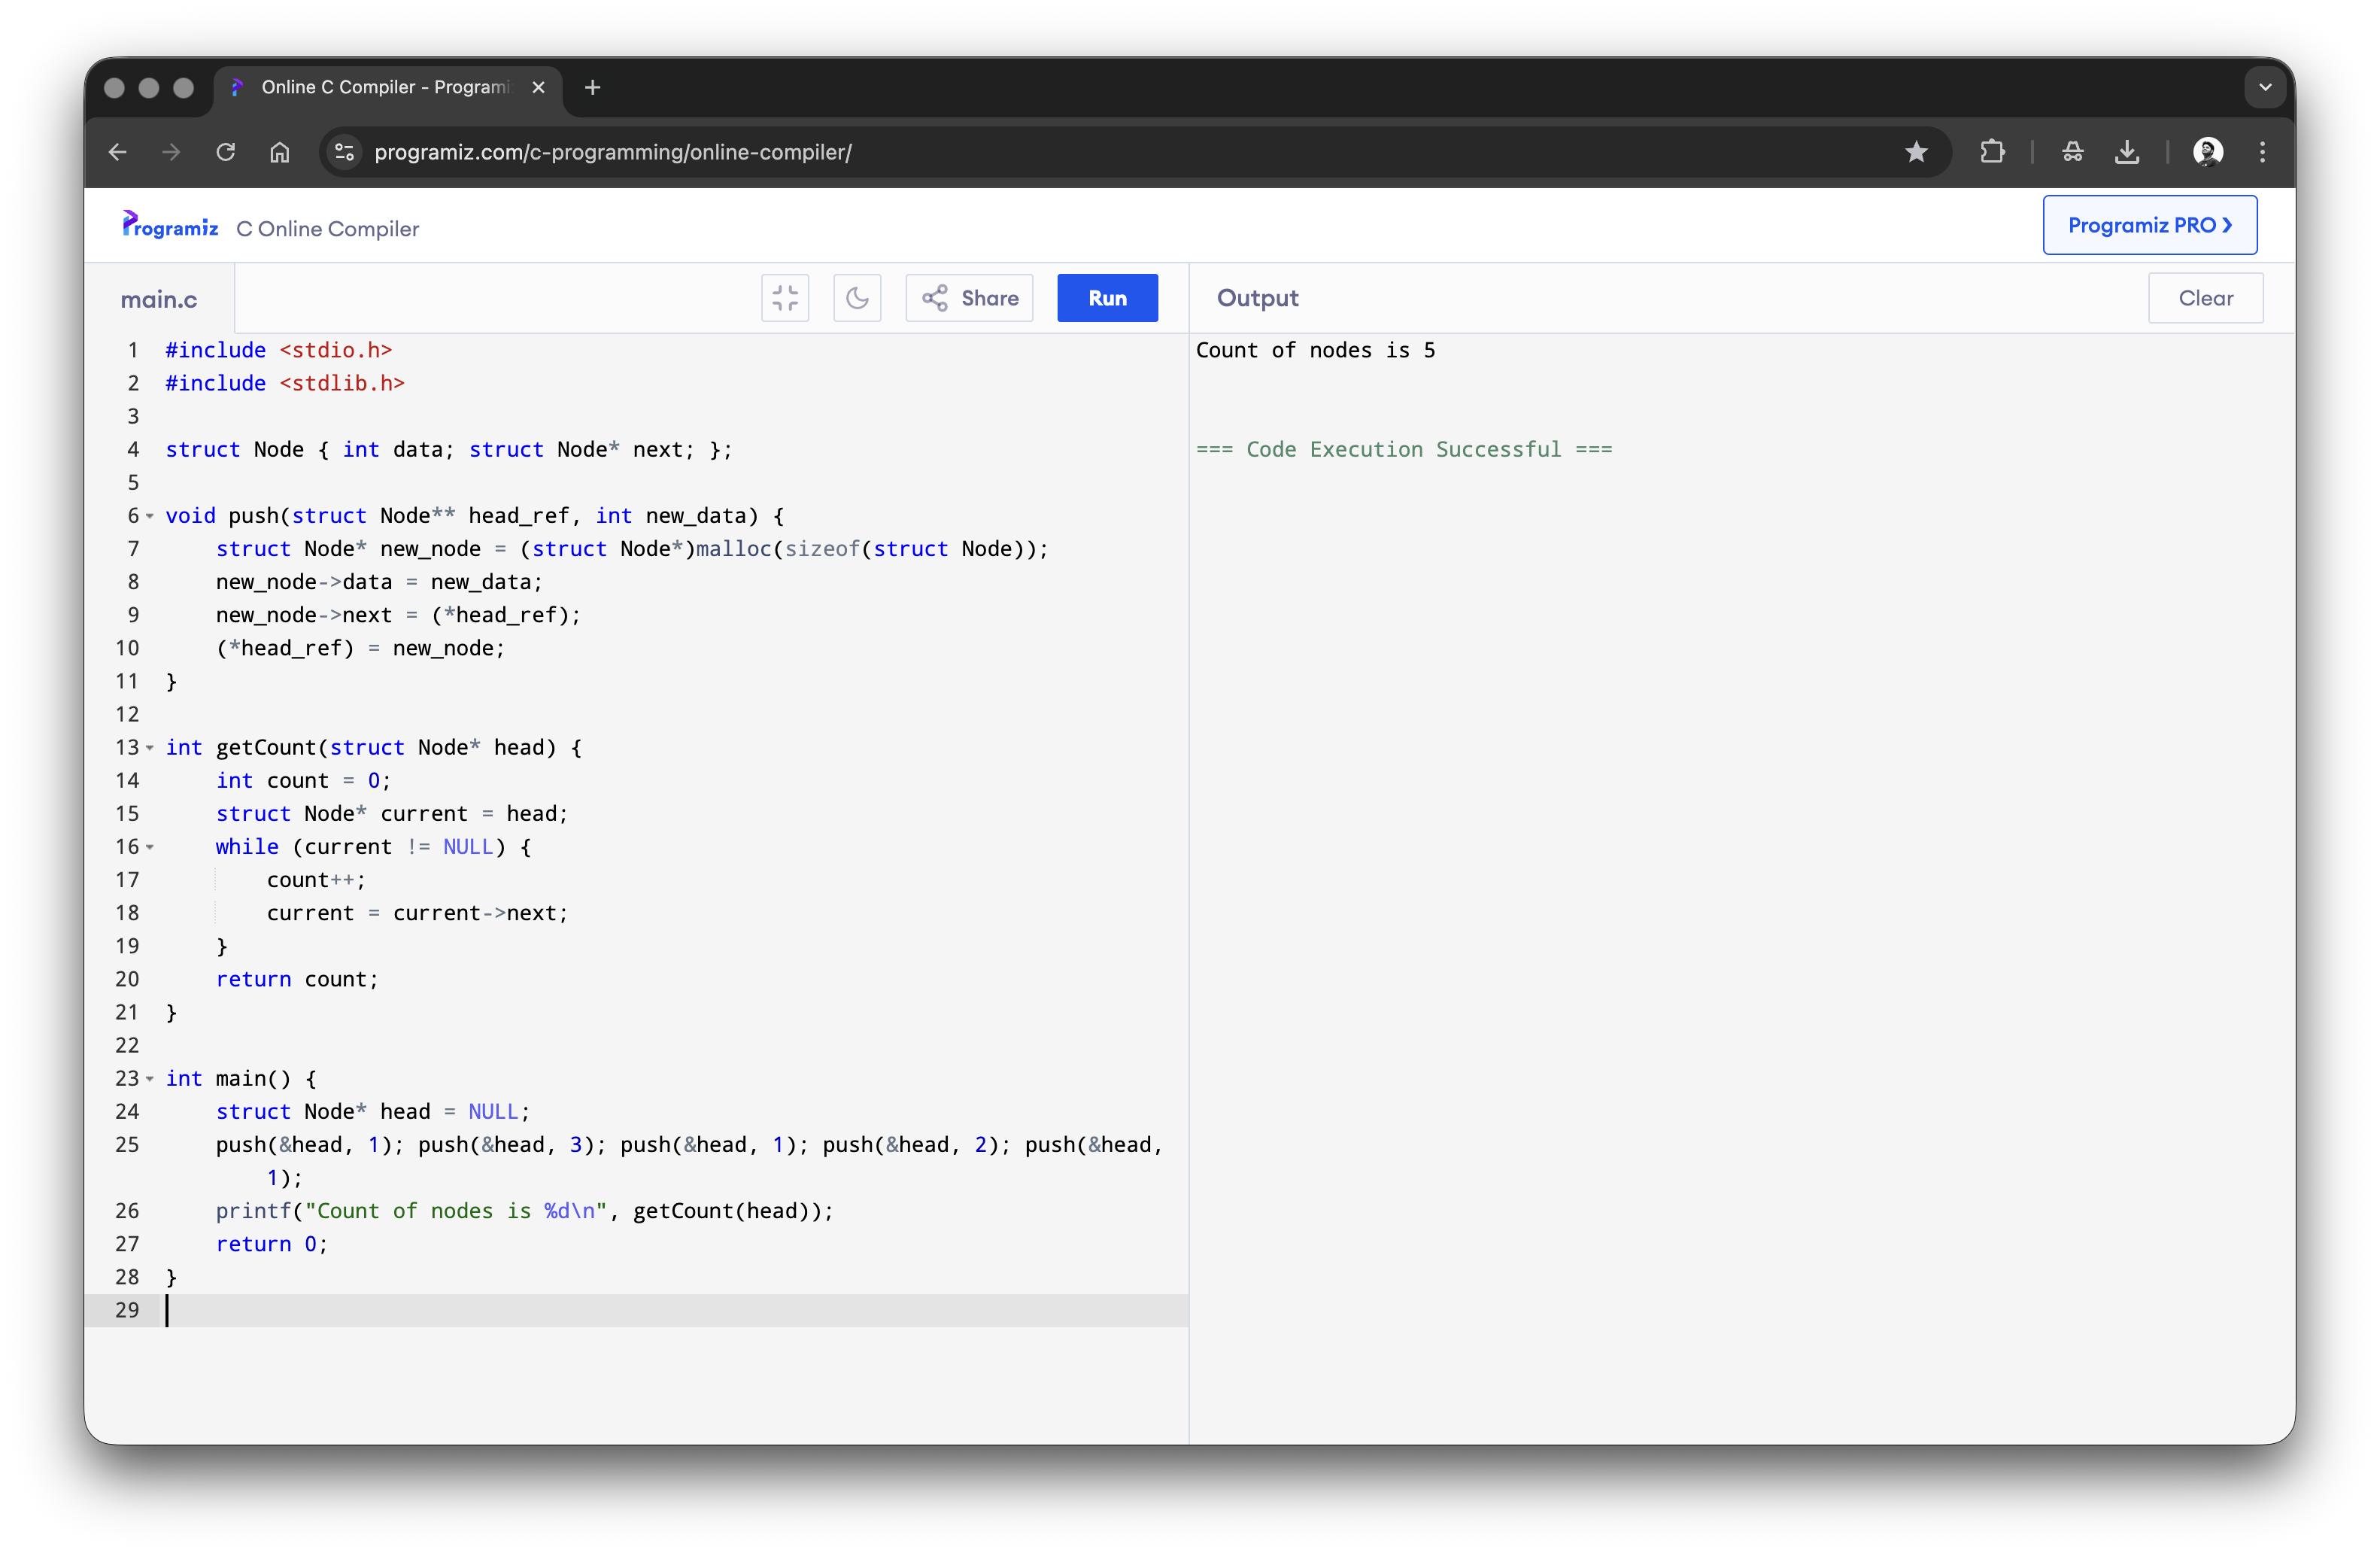 Online C Compiler - Programi
programiz.com/c-programming/online-compiler/
Programiz C Online Compiler
Programiz PRO
main.c
Share
Run
Output
Clear
1 #include <stdio.h>
2 #include <stdlib.h>
3
4 struct Node { int data; struct Node* next; };
5
6 void push(struct Node** head_ref, int new_data) {
7     struct Node* new_node = (struct Node*)malloc(sizeof(struct Node));
8     new_node->data = new_data;
9     new_node->next = (*head_ref);
10     (*head_ref) = new_node;
11 }
12
13 int getCount(struct Node* head) {
14     int count = 0;
15     struct Node* current = head;
16     while (current != NULL) {
17         count++;
18         current = current->next;
19     }
20     return count;
21 }
22
23 int main() {
24     struct Node* head = NULL;
25     push(&head, 1); push(&head, 3); push(&head, 1); push(&head, 2); push(&head,
        1);
26     printf("Count of nodes is %d\n", getCount(head));
27     return 0;
28 }
29
Count of nodes is 5
=== Code Execution Successful ===